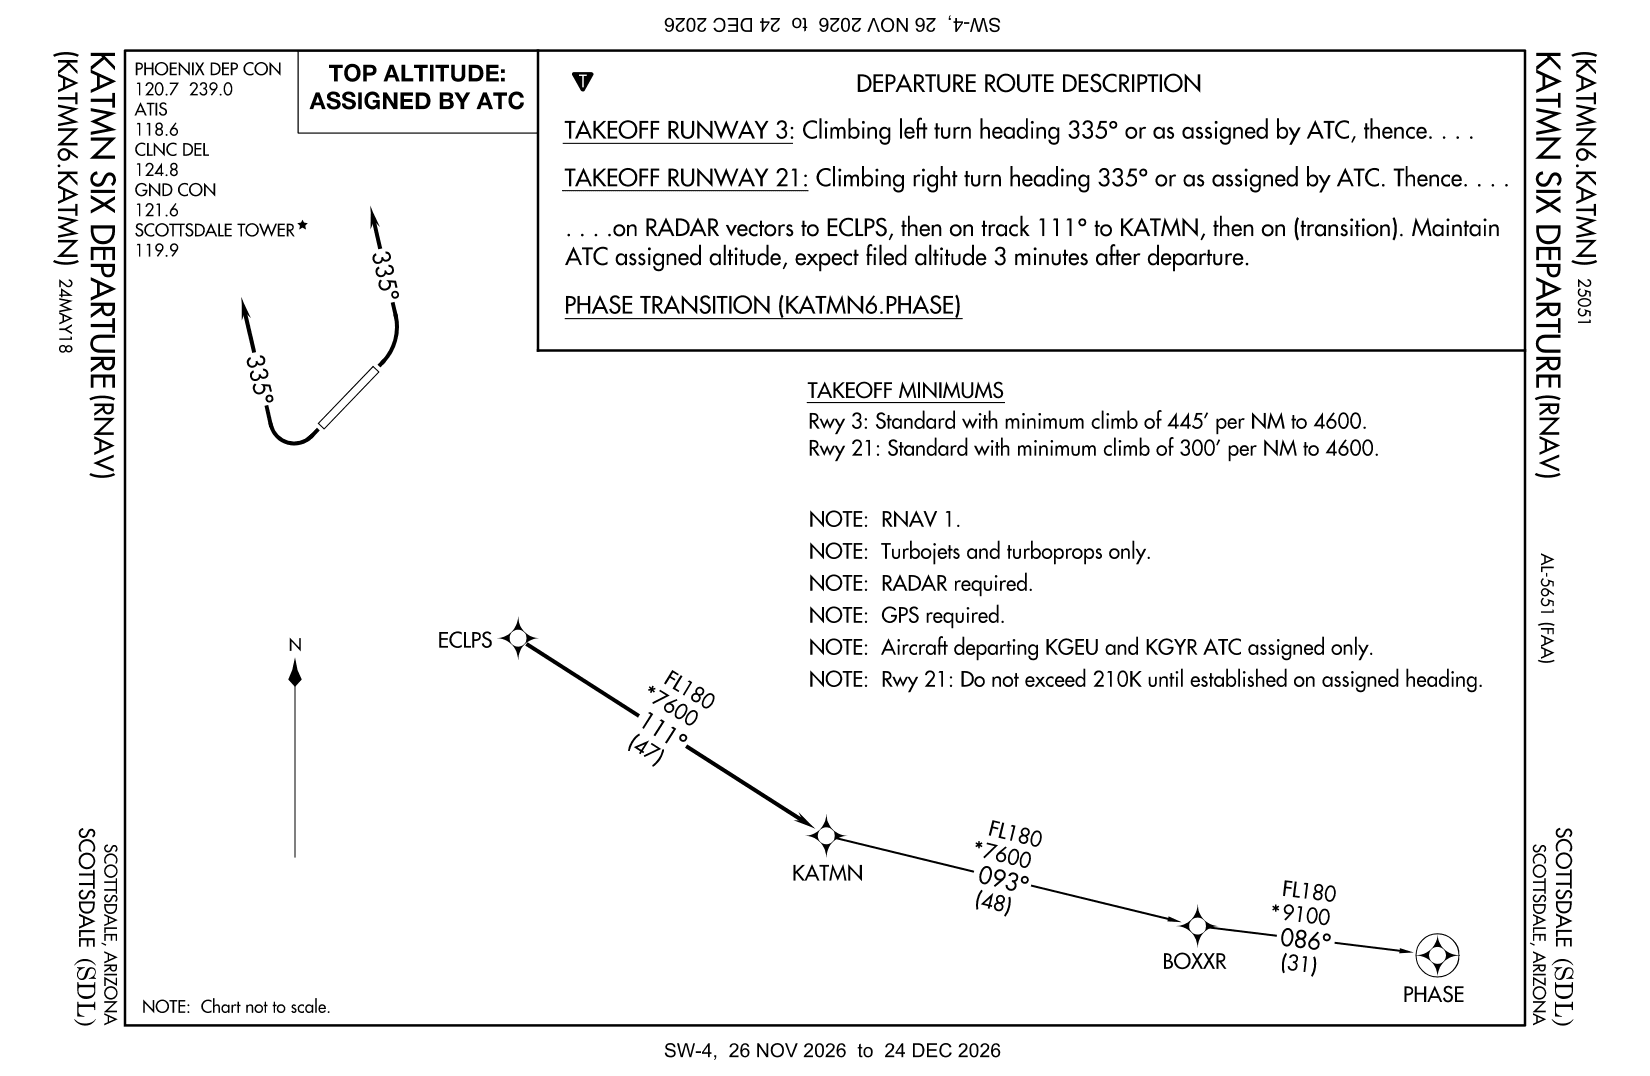 SW-4, 26 NOV 2026 to 24 DEC 2026
(KATMN6.KATMN) 24MAY18
KATMN SIX DEPARTURE (RNAV)
SCOTTSDALE, ARIZONA
SCOTTSDALE (SDL)
PHOENIX DEP CON
120.7 239.0
ATIS
118.6
CLNC DEL
124.8
GND CON
121.6
SCOTTSDALE TOWER★
119.9
TOP ALTITUDE:
ASSIGNED BY ATC
T
DEPARTURE ROUTE DESCRIPTION
TAKEOFF RUNWAY 3: Climbing left turn heading 335° or as assigned by ATC, thence. . . .
TAKEOFF RUNWAY 21: Climbing right turn heading 335° or as assigned by ATC. Thence. . . .
. . . .on RADAR vectors to ECLPS, then on track 111° to KATMN, then on (transition). Maintain
ATC assigned altitude, expect filed altitude 3 minutes after departure.
PHASE TRANSITION (KATMN6.PHASE)
335°
335°
TAKEOFF MINIMUMS
Rwy 3: Standard with minimum climb of 445′ per NM to 4600.
Rwy 21: Standard with minimum climb of 300′ per NM to 4600.
NOTE: RNAV 1.
NOTE: Turbojets and turboprops only.
NOTE: RADAR required.
NOTE: GPS required.
NOTE: Aircraft departing KGEU and KGYR ATC assigned only.
NOTE: Rwy 21: Do not exceed 210K until established on assigned heading.
N
ECLPS
FL180
*7600
111°
(47)
KATMN
FL180
*7600
093°
(48)
BOXXR
FL180
*9100
086°
(31)
PHASE
NOTE: Chart not to scale.
(KATMN6.KATMN) 25051
KATMN SIX DEPARTURE (RNAV)
AL-5651 (FAA)
SCOTTSDALE (SDL)
SCOTTSDALE, ARIZONA
SW-4, 26 NOV 2026 to 24 DEC 2026